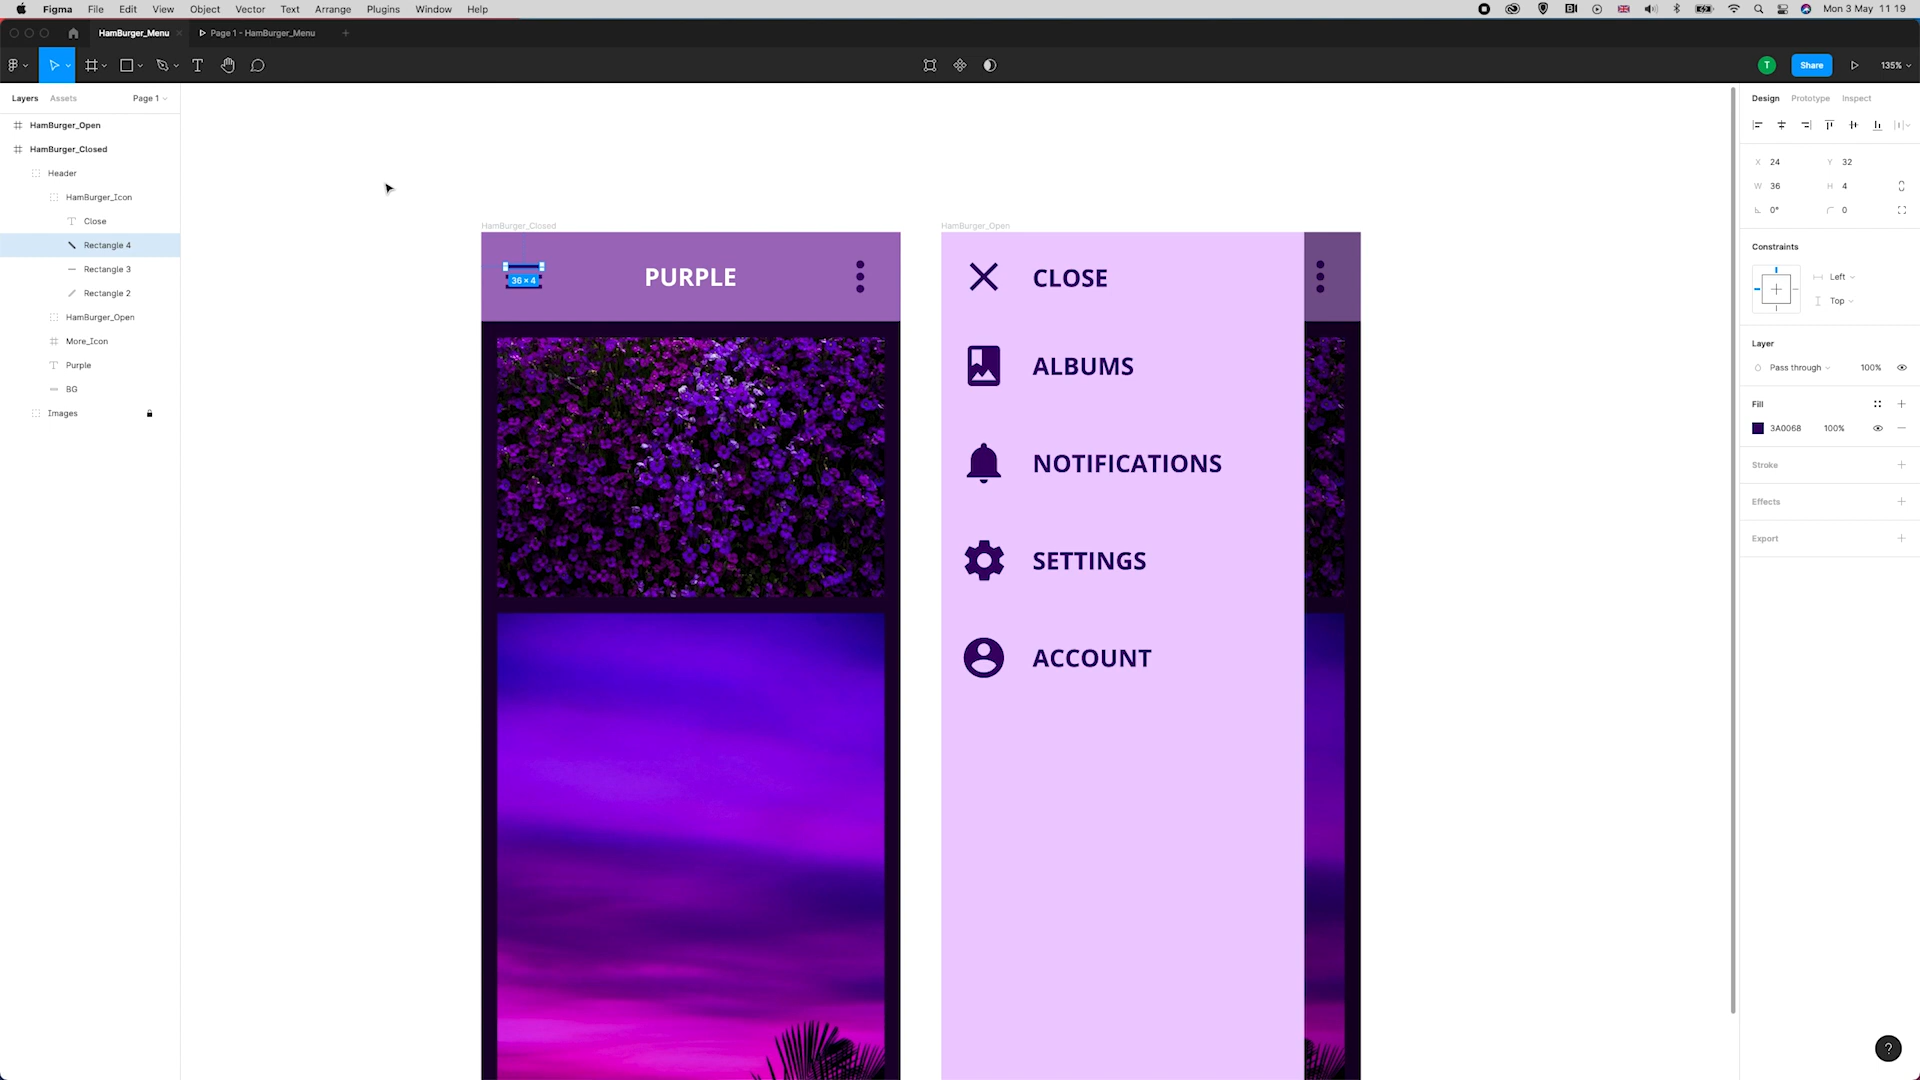 Figma File Edit View Object Vector Text Arrange Plugins Window Help
Mon 3 May 11 19
HamBurger_Menu
Page 1 - HamBurger_Menu
T
Share
135%
Layers
Assets
Page 1
HamBurger_Open
HamBurger_Closed
Header
HamBurger_Icon
Close
Rectangle 4
Rectangle 3
Rectangle 2
HamBurger_Open
More_Icon
Purple
BG
Images
HamBurger_Closed
36 × 4
PURPLE
HamBurger_Open
CLOSE
ALBUMS
NOTIFICATIONS
SETTINGS
ACCOUNT
Design
Prototype
Inspect
X 24
Y 32
W 36
H 4
0°
0
Constraints
Left
Top
Layer
Pass through
100%
Fill
3A0068
100%
Stroke
Effects
Export
?